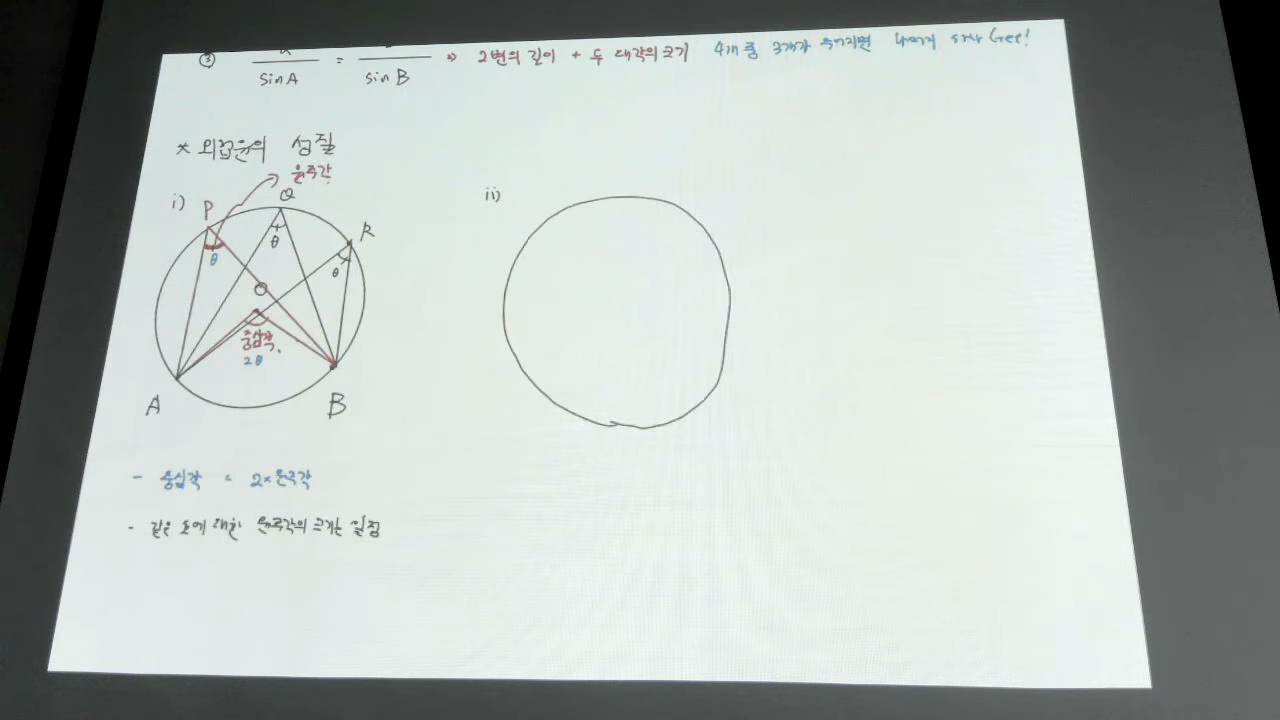 ③ a/sin A = b/sin B ⇒ 2변의 길이 + 두 대각의 크기 4개 중 3개가 주어지면 나머지 하나 Get!
* 외접원의 성질
원주각
i) P Q R
θ θ θ
O
중심각
2θ
A B
ii)
- 중심각 = 2×원주각
- 같은 호에 대한 원주각의 크기는 일정